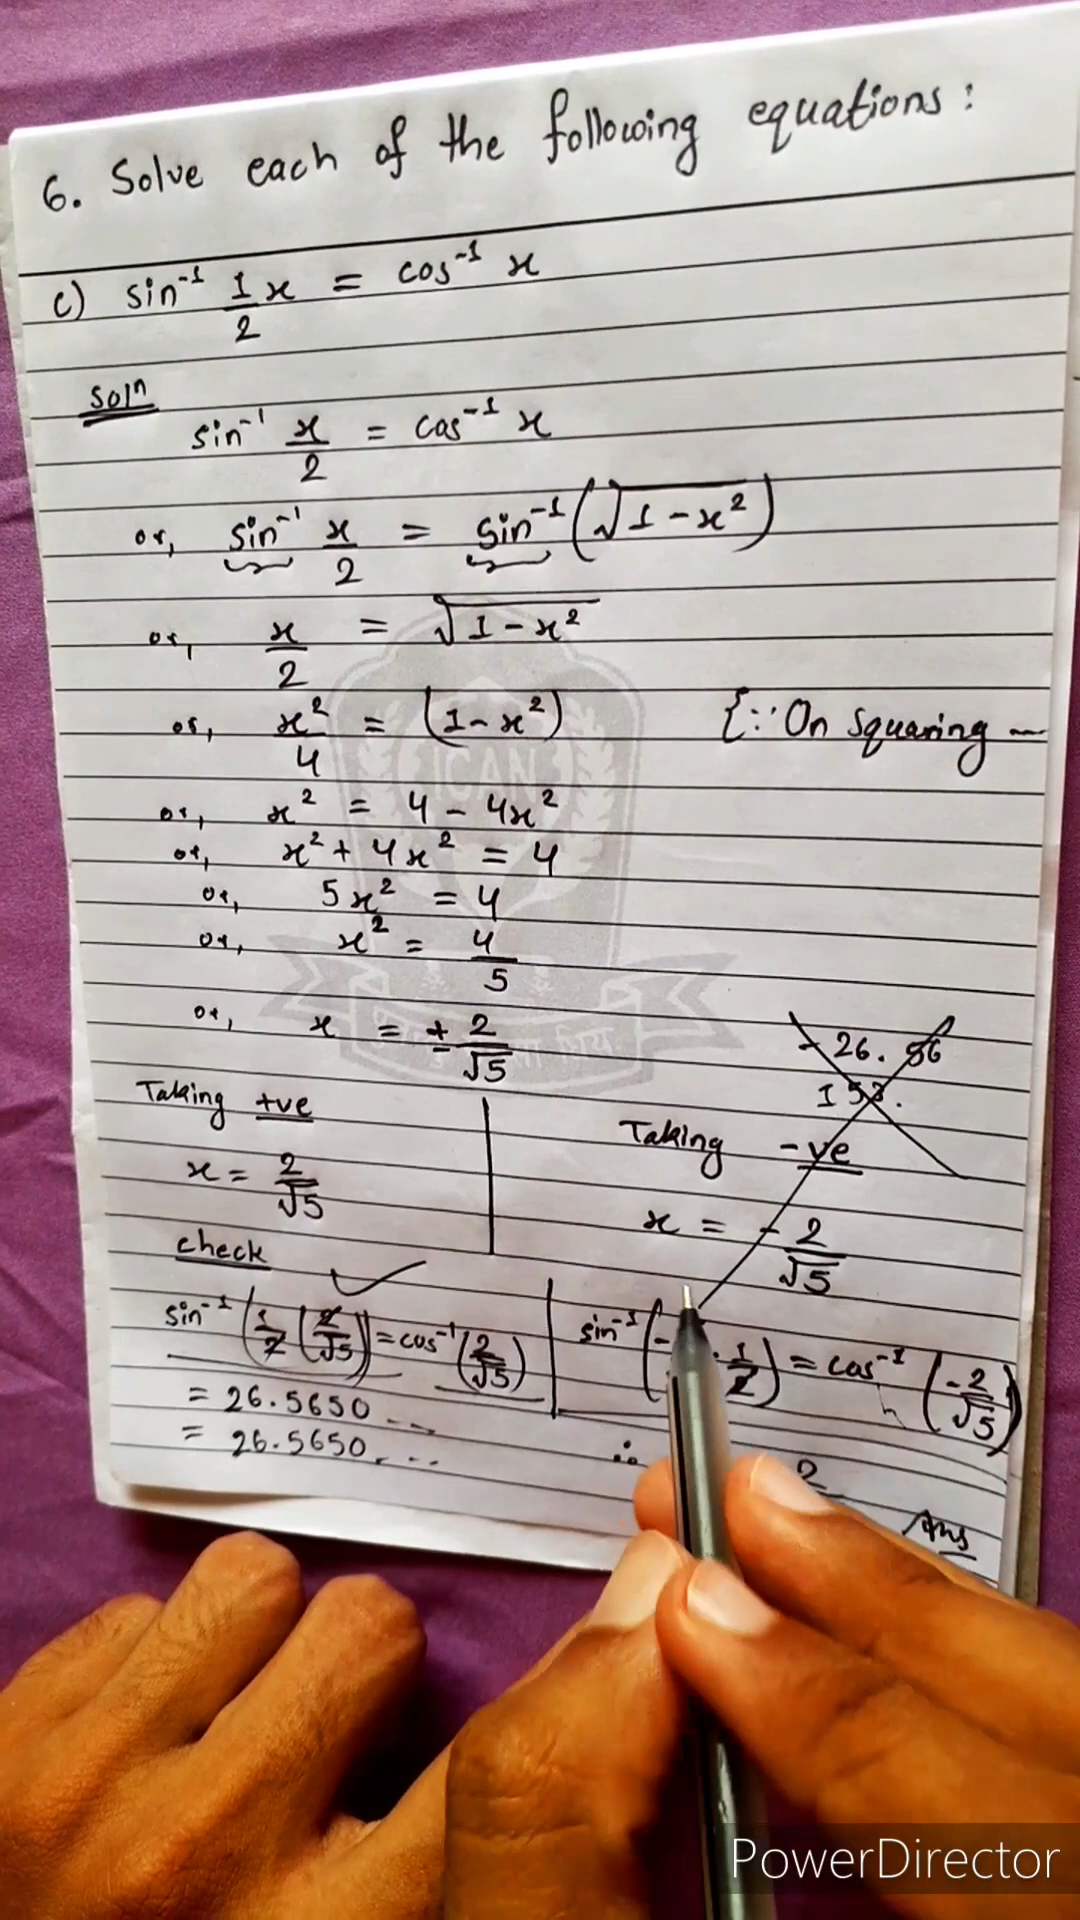 6. Solve each of the following equations:
c) sin⁻¹ 1/2 x = cos⁻¹ x
Solⁿ
sin⁻¹ x/2 = cos⁻¹ x
or, sin⁻¹ x/2 = sin⁻¹ (√(1-x²))
or, x/2 = √(1-x²)
or, x²/4 = (1-x²) {∵ On Squaring
or, x² = 4 - 4x²
or, x² + 4x² = 4
or, 5x² = 4
or, x² = 4/5
or, x = ± 2/√5
- 26.56
153.
Taking +ve
x = 2/√5
Taking -ve
x = - 2/√5
check
sin⁻¹ (1/2 (2/√5)) = cos⁻¹ (2/√5)
= 26.5650...
= 26.5650...
sin⁻¹ (- . 1/2) = cos⁻¹ (-2/√5)
∴ 2
Ans
ICAN
PowerDirector